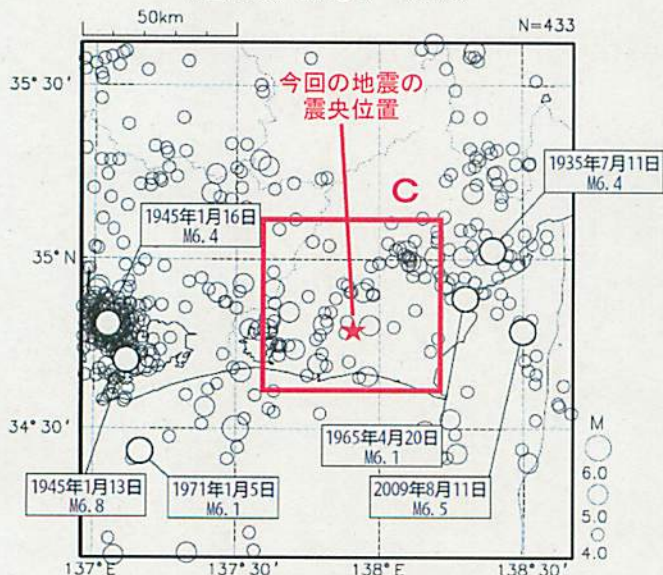 50km
N=433
35°30'
今回の地震の
震央位置
C
1935年7月11日
M6.4
1945年1月16日
M6.4
35°N
34°30'
1965年4月20日
M6.1
M
6.0
5.0
4.0
1945年1月13日
M6.8
1971年1月5日
M6.1
2009年8月11日
M6.5
137°E
137°30'
138°E
138°30'